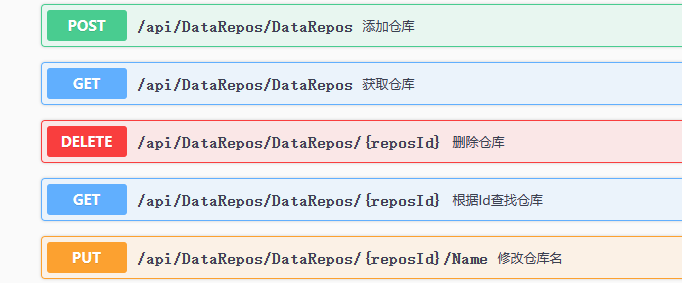 POST /api/DataRepos/DataRepos 添加仓库
GET /api/DataRepos/DataRepos 获取仓库
DELETE /api/DataRepos/DataRepos/{reposId} 删除仓库
GET /api/DataRepos/DataRepos/{reposId} 根据Id查找仓库
PUT /api/DataRepos/DataRepos/{reposId}/Name 修改仓库名